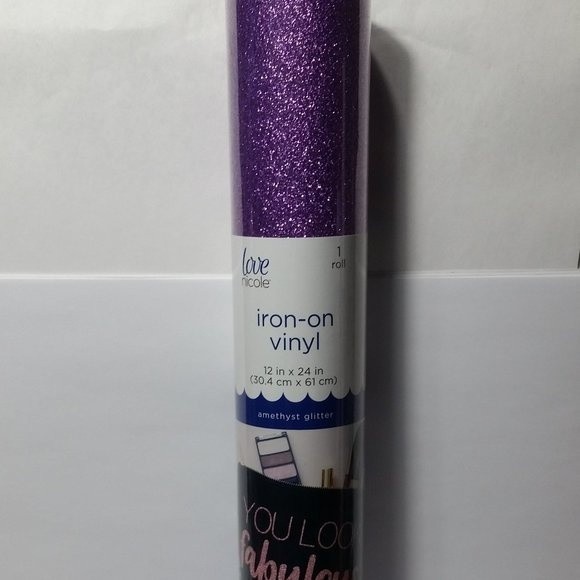 love
nicole
1
roll
iron-on
vinyl
12 in x 24 in
(30.4 cm x 61 cm)
amethyst glitter
YOU LOO
fabulou